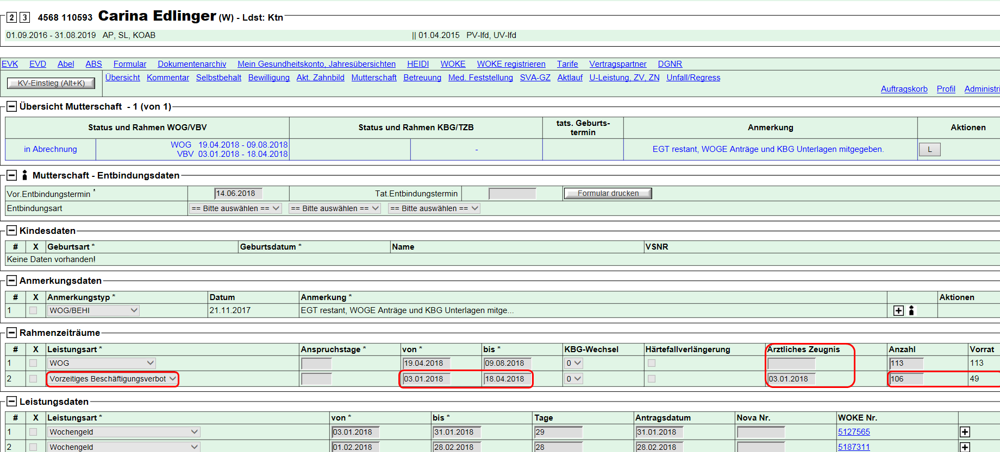 2 3 4568 110593 Carina Edlinger (W) - Ldst: Ktn
01.09.2016 - 31.08.2019 AP, SL, KOAB || 01.04.2015 PV-lfd, UV-lfd
EVK EVD Abel ABS Formular Dokumentenarchiv Mein Gesundheitskonto, Jahresübersichten HEIDI WOKE WOKE registrieren Tarife Vertragspartner DGNR
KV-Einstieg (Alt+K) Übersicht Kommentar Selbstbehalt Bewilligung Akt. Zahnbild Mutterschaft Betreuung Med. Feststellung SVA-GZ Aktlauf U-Leistung, ZV, ZN Unfall/Regress
Auftragskorb Profil Administri
Übersicht Mutterschaft - 1 (von 1)
Status und Rahmen WOG/VBV Status und Rahmen KBG/TZB tats. Geburts-termin Anmerkung Aktionen
in Abrechnung WOG 19.04.2018 - 09.08.2018 - EGT restant, WOGE Anträge und KBG Unterlagen mitgegeben. L
VBV 03.01.2018 - 18.04.2018
Mutterschaft - Entbindungsdaten
Vor.Entbindungstermin * 14.06.2018 Tat.Entbindungstermin Formular drucken
Entbindungsart == Bitte auswählen == == Bitte auswählen == == Bitte auswählen ==
Kindesdaten
# X Geburtsart * Geburtsdatum * Name VSNR
Keine Daten vorhanden!
Anmerkungsdaten
# X Anmerkungstyp * Datum Anmerkung * Aktionen
1 WOG/BEHI 21.11.2017 EGT restant, WOGE Anträge und KBG Unterlagen mitge...
Rahmenzeiträume
# X Leistungsart * Anspruchstage * von * bis * KBG-Wechsel Härtefallverlängerung Ärztliches Zeugnis Anzahl Vorrat
1 WOG 19.04.2018 09.08.2018 0 113 113
2 Vorzeitiges Beschäftigungsverbot 03.01.2018 18.04.2018 0 03.01.2018 106 49
Leistungsdaten
# X Leistungsart * von * bis * Tage Antragsdatum Nova Nr. WOKE Nr.
1 Wochengeld 03.01.2018 31.01.2018 29 31.01.2018 5127565
2 Wochengeld 01.02.2018 28.02.2018 28 28.02.2018 5187311